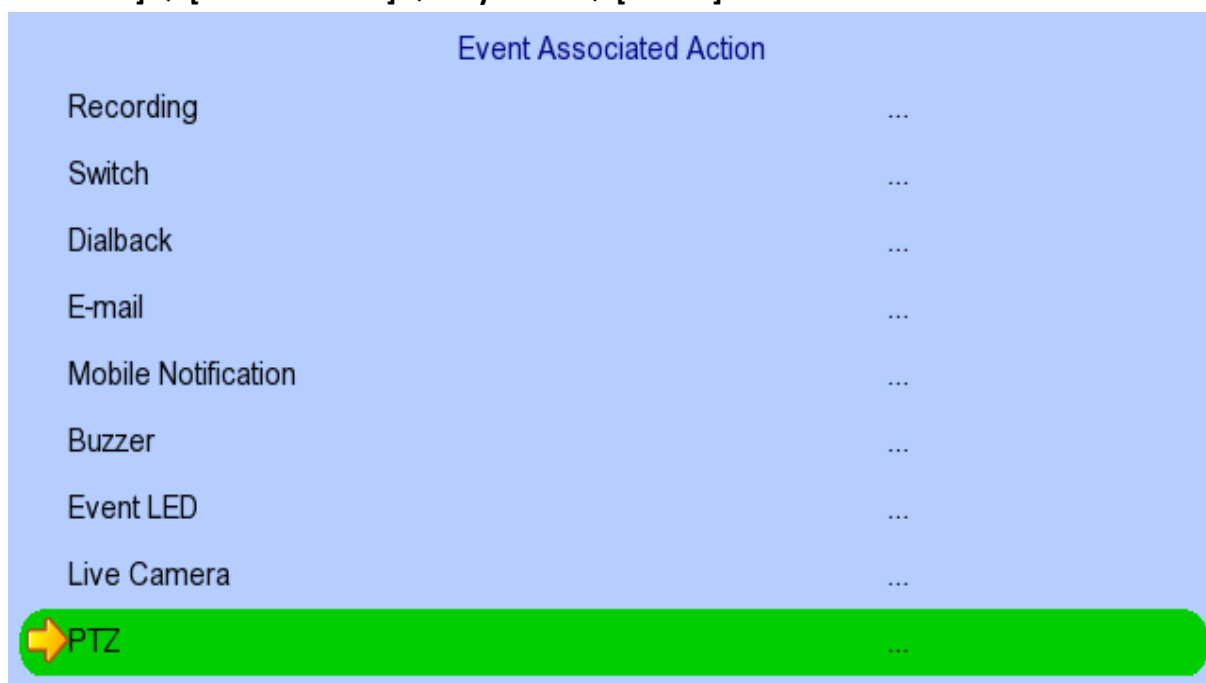 Event Associated Action
Recording ...
Switch ...
Dialback ...
E-mail ...
Mobile Notification ...
Buzzer ...
Event LED ...
Live Camera ...
PTZ ...